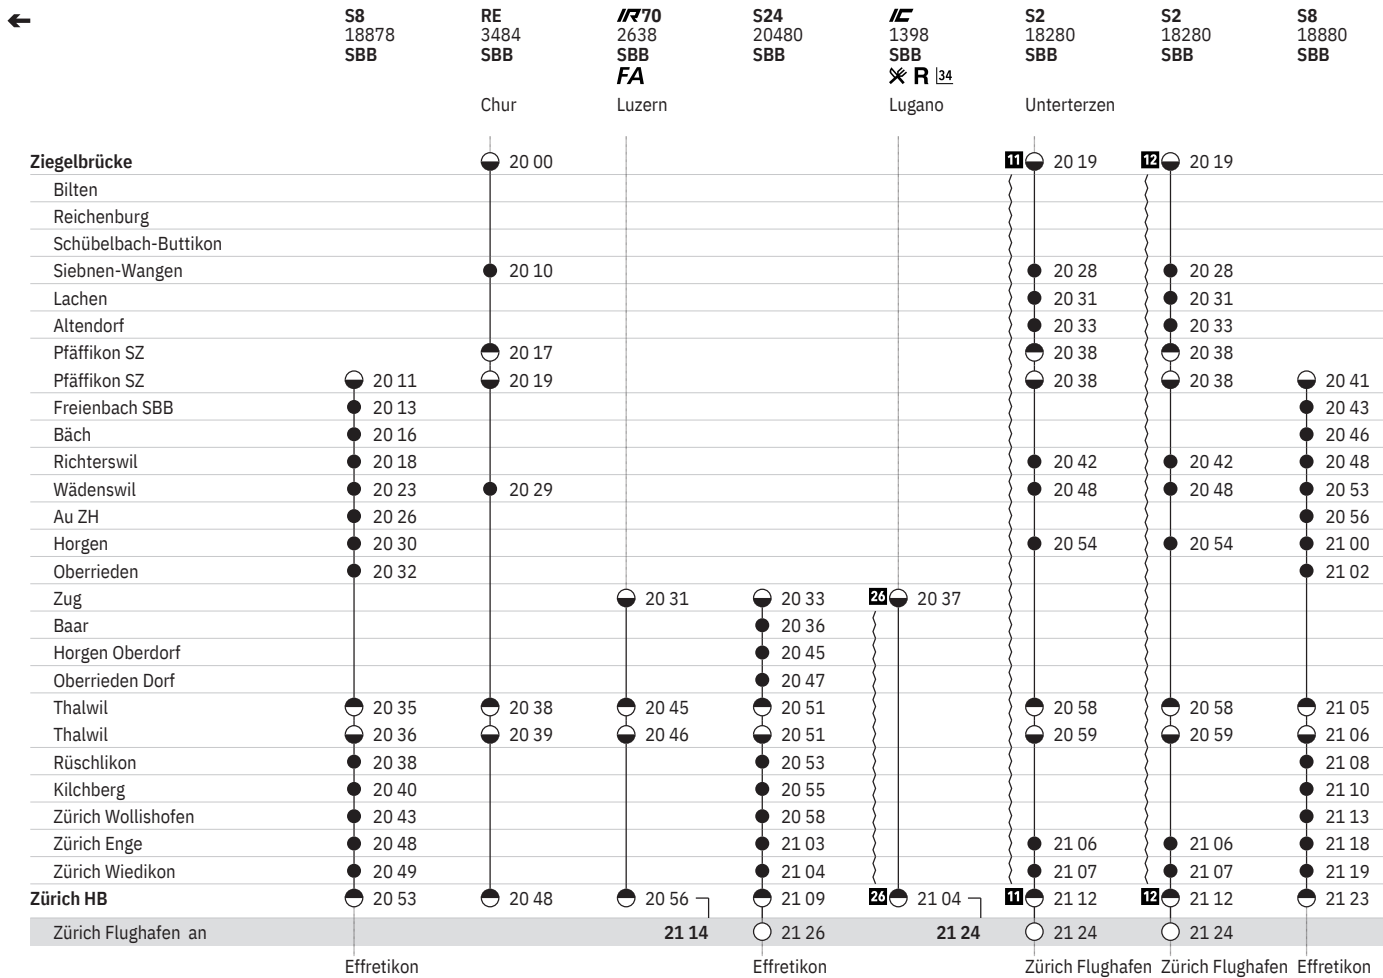 S8 RE IR70 S24 IC S2 S2 S8
18878 3484 2638 20480 1398 18280 18280 18880
SBB SBB SBB SBB SBB SBB SBB SBB
FA R 34
Chur Luzern Lugano Unterterzen
Ziegelbrücke 20 00 11 20 19 12 20 19
Bilten
Reichenburg
Schübelbach-Buttikon
Siebnen-Wangen 20 10 20 28 20 28
Lachen 20 31 20 31
Altendorf 20 33 20 33
Pfäffikon SZ 20 17 20 38 20 38
Pfäffikon SZ 20 11 20 19 20 38 20 38 20 41
Freienbach SBB 20 13 20 43
Bäch 20 16 20 46
Richterswil 20 18 20 42 20 42 20 48
Wädenswil 20 23 20 29 20 48 20 48 20 53
Au ZH 20 26 20 56
Horgen 20 30 20 54 20 54 21 00
Oberrieden 20 32 21 02
Zug 20 31 20 33 26 20 37
Baar 20 36
Horgen Oberdorf 20 45
Oberrieden Dorf 20 47
Thalwil 20 35 20 38 20 45 20 51 20 58 20 58 21 05
Thalwil 20 36 20 39 20 46 20 51 20 59 20 59 21 06
Rüschlikon 20 38 20 53 21 08
Kilchberg 20 40 20 55 21 10
Zürich Wollishofen 20 43 20 58 21 13
Zürich Enge 20 48 21 03 21 06 21 06 21 18
Zürich Wiedikon 20 49 21 04 21 07 21 07 21 19
Zürich HB 20 53 20 48 20 56 21 09 26 21 04 11 21 12 12 21 12 21 23
Zürich Flughafen an 21 14 21 26 21 24 21 24 21 24
Effretikon Effretikon Zürich Flughafen Zürich Flughafen Effretikon